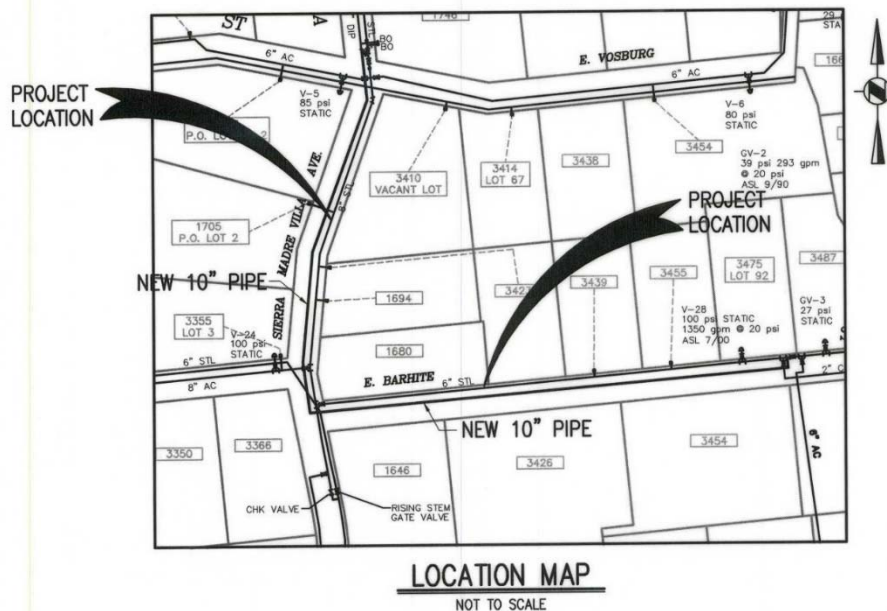 1746
ST
A
DIP
STL
BO
BO
29
STA
E. VOSBURG
6" AC
6" AC
166
PROJECT
LOCATION
V-5
85 psi
STATIC
V-6
80 psi
STATIC
P.O. LOT 2
AVE.
3410
VACANT LOT
3414
LOT 67
3438
3454
GV-2
39 psi 293 gpm
@ 20 psi
ASL 9/90
1705
P.O. LOT 2
SIERRA MADRE VILLA
PROJECT
LOCATION
3475
LOT 92
3487
NEW 10" PIPE
1694
3439
3455
3355
LOT 3
V-24
100 psi
STATIC
V-28
100 psi STATIC
1350 gpm @ 20 psi
ASL 7/00
GV-3
27 psi
STATIC
1680
6" STL
8" AC
E. BARHITE
6" STL
NEW 10" PIPE
6" AC
3350
3366
1646
3426
3454
CHK VALVE
RISING STEM
GATE VALVE
LOCATION MAP
NOT TO SCALE